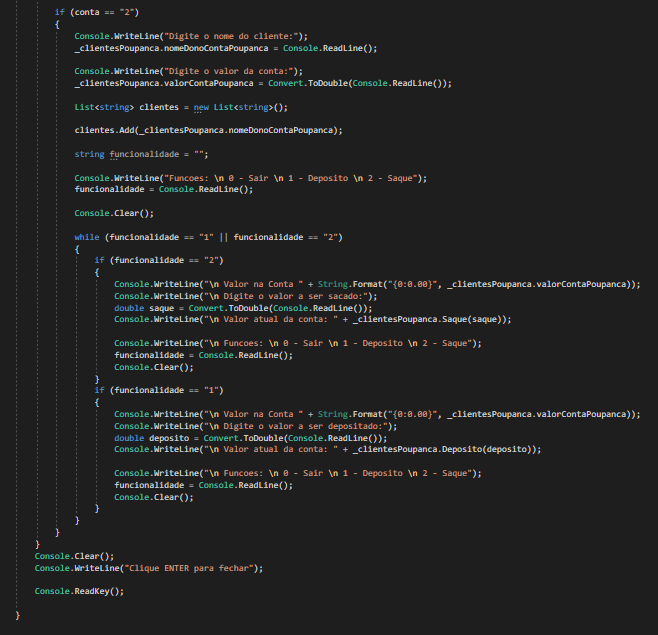 if (conta == "2")
{
Console.WriteLine("Digite o nome do cliente:");
_clientesPoupanca.nomeDonoContaPoupanca = Console.ReadLine();
Console.WriteLine("Digite o valor da conta:");
_clientesPoupanca.valorContaPoupanca = Convert.ToDouble(Console.ReadLine());
List<string> clientes = new List<string>();
clientes.Add(_clientesPoupanca.nomeDonoContaPoupanca);
string funcionalidade = "";
Console.WriteLine("Funcoes: \n 0 - Sair \n 1 - Deposito \n 2 - Saque");
funcionalidade = Console.ReadLine();
Console.Clear();
while (funcionalidade == "1" || funcionalidade == "2")
{
if (funcionalidade == "2")
{
Console.WriteLine("\n Valor na Conta " + String.Format("{0:0.00}", _clientesPoupanca.valorContaPoupanca));
Console.WriteLine("\n Digite o valor a ser sacado:");
double saque = Convert.ToDouble(Console.ReadLine());
Console.WriteLine("\n Valor atual da conta: " + _clientesPoupanca.Saque(saque));
Console.WriteLine("\n Funcoes: \n 0 - Sair \n 1 - Deposito \n 2 - Saque");
funcionalidade = Console.ReadLine();
Console.Clear();
}
if (funcionalidade == "1")
{
Console.WriteLine("\n Valor na Conta " + String.Format("{0:0.00}", _clientesPoupanca.valorContaPoupanca));
Console.WriteLine("\n Digite o valor a ser depositado:");
double deposito = Convert.ToDouble(Console.ReadLine());
Console.WriteLine("\n Valor atual da conta: " + _clientesPoupanca.Deposito(deposito));
Console.WriteLine("\n Funcoes: \n 0 - Sair \n 1 - Deposito \n 2 - Saque");
funcionalidade = Console.ReadLine();
Console.Clear();
}
}
}
}
Console.Clear();
Console.WriteLine("Clique ENTER para fechar");
Console.ReadKey();
}